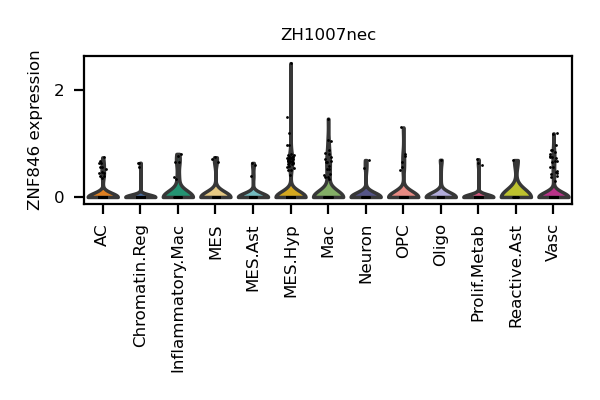 ZH1007nec
ZNF846 expression
2
0
AC
Chromatin.Reg
Inflammatory.Mac
MES
MES.Ast
MES.Hyp
Mac
Neuron
OPC
Oligo
Prolif.Metab
Reactive.Ast
Vasc